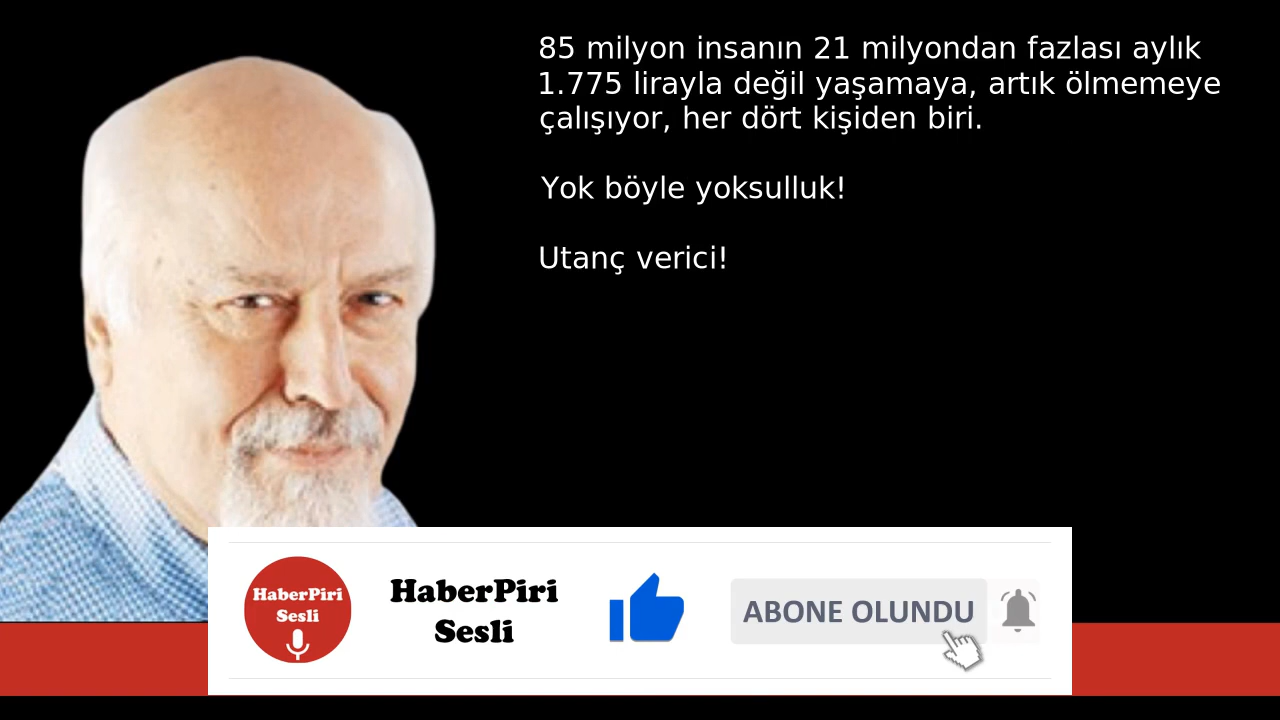 85 milyon insanın 21 milyondan fazlası aylık
1.775 lirayla değil yaşamaya, artık ölmemeye
çalışıyor, her dört kişiden biri.
Yok böyle yoksulluk!
Utanç verici!
HaberPiri
Sesli
HaberPiri
Sesli
ABONE OLUNDU